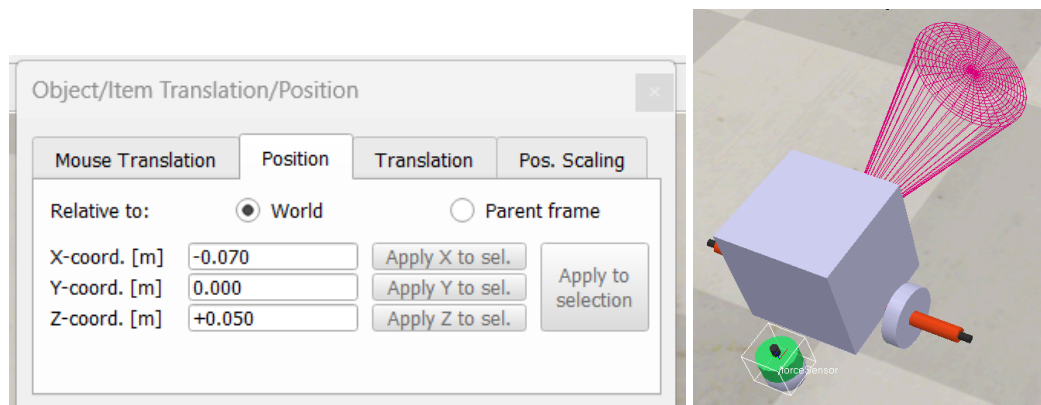 Object/Item Translation/Position
Mouse Translation Position Translation Pos. Scaling
Relative to: World Parent frame
X-coord. [m] -0.070 Apply X to sel.
Y-coord. [m] 0.000 Apply Y to sel.
Z-coord. [m] +0.050 Apply Z to sel.
Apply to
selection
/forceSensor